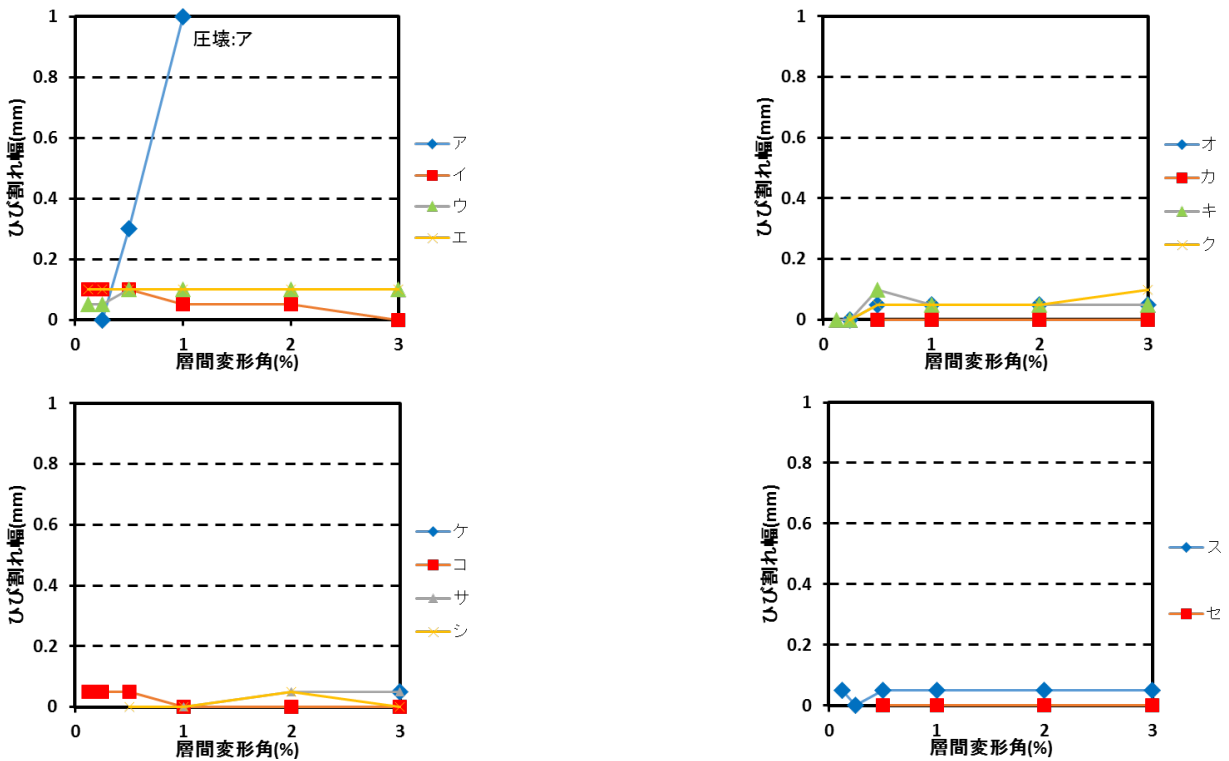 ひび割れ幅(mm)
1
0.8
0.6
0.4
0.2
0
0 1 2 3
層間変形角(%)
圧壊:ア
ア
イ
ウ
エ
ひび割れ幅(mm)
1
0.8
0.6
0.4
0.2
0
0 1 2 3
層間変形角(%)
オ
カ
キ
ク
ひび割れ幅(mm)
1
0.8
0.6
0.4
0.2
0
0 1 2 3
層間変形角(%)
ケ
コ
サ
シ
ひび割れ幅(mm)
1
0.8
0.6
0.4
0.2
0
0 1 2 3
層間変形角(%)
ス
セ